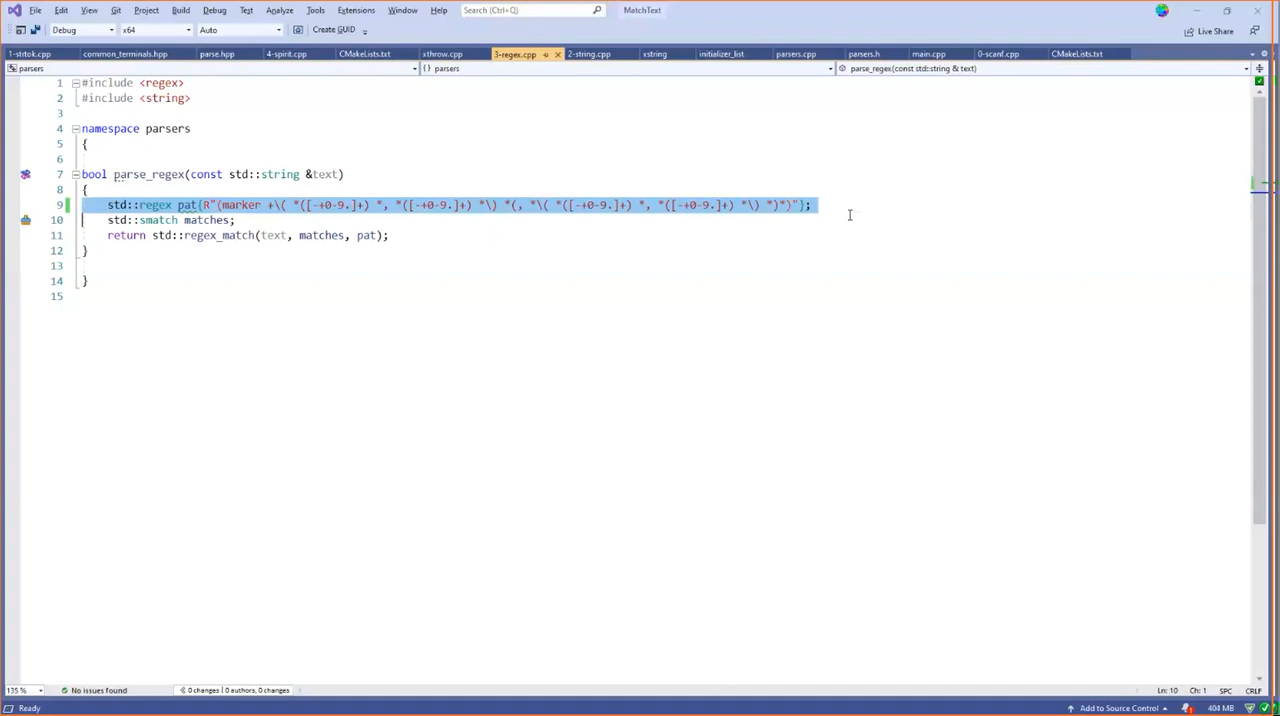 File Edit View Git Project Build Debug Test Analyze Tools Extensions Window Help Search (Ctrl+Q) MatchText
Debug x64 Auto Create GUID Live Share
1-strtok.cpp common_terminals.hpp parse.hpp 4-spirit.cpp CMakeLists.txt xthrow.cpp 3-regex.cpp 2-string.cpp xstring initializer_list parsers.cpp parsers.h main.cpp 0-scanf.cpp CMakeLists.txt
parsers {} parsers parse_regex(const std::string & text)
1 #include <regex>
2 #include <string>
3
4 namespace parsers
5 {
6
7 bool parse_regex(const std::string &text)
8 {
9 std::regex pat{R"(marker +\( *([-+0-9.]+) *, *([-+0-9.]+) *\) *(, *\( *([-+0-9.]+) *, *([-+0-9.]+) *\) *)*)"};
10 std::smatch matches;
11 return std::regex_match(text, matches, pat);
12 }
13
14 }
15
135 % No issues found 0 changes | 0 authors, 0 changes Ln: 10 Ch: 1 SPC CRLF
Ready Add to Source Control 404 MB